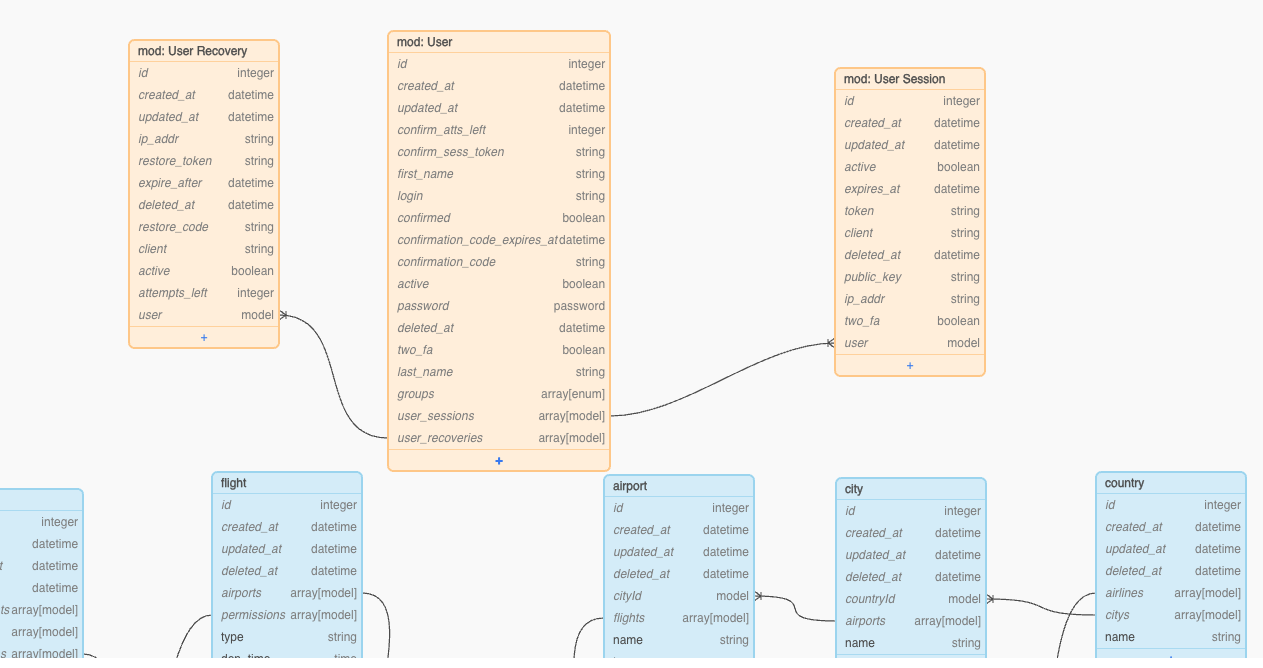 mod: User Recovery
id integer
created_at datetime
updated_at datetime
ip_addr string
restore_token string
expire_after datetime
deleted_at datetime
restore_code string
client string
active boolean
attempts_left integer
user model
+
mod: User
id integer
created_at datetime
updated_at datetime
confirm_atts_left integer
confirm_sess_token string
first_name string
login string
confirmed boolean
confirmation_code_expires_at datetime
confirmation_code string
active boolean
password password
deleted_at datetime
two_fa boolean
last_name string
groups array[enum]
user_sessions array[model]
user_recoveries array[model]
+
mod: User Session
id integer
created_at datetime
updated_at datetime
active boolean
expires_at datetime
token string
client string
deleted_at datetime
public_key string
ip_addr string
two_fa boolean
user model
+
integer
datetime
t datetime
datetime
ts array[model]
array[model]
s array[model]
flight
id integer
created_at datetime
updated_at datetime
deleted_at datetime
airports array[model]
permissions array[model]
type string
airport
id integer
created_at datetime
updated_at datetime
deleted_at datetime
cityId model
flights array[model]
name string
city
id integer
created_at datetime
updated_at datetime
deleted_at datetime
countryId model
airports array[model]
name string
country
id integer
created_at datetime
updated_at datetime
deleted_at datetime
airlines array[model]
citys array[model]
name string